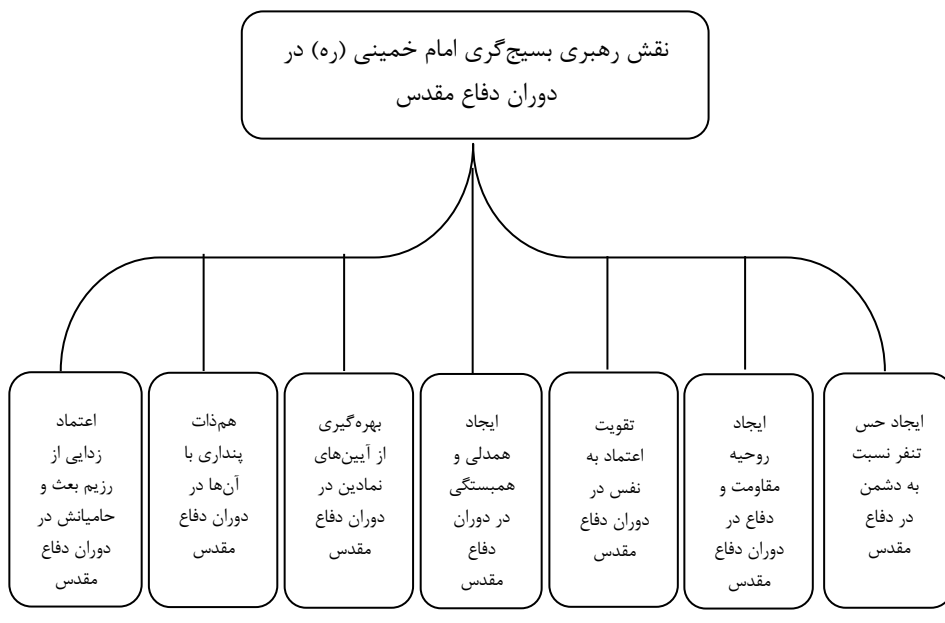 نقش رهبری بسیج‌گری امام خمینی (ره) در
دوران دفاع مقدس
ایجاد حس
تنفر نسبت
به دشمن
در دفاع
مقدس
ایجاد
روحیه
مقاومت و
دفاع در
دوران دفاع
مقدس
تقویت
اعتماد به
نفس در
دوران دفاع
مقدس
ایجاد
همدلی و
همبستگی
در دوران
دفاع
مقدس
بهره‌گیری
از آیین‌های
نمادین در
دوران دفاع
مقدس
هم‌ذات
پنداری با
آن‌ها در
دوران دفاع
مقدس
اعتماد
زدایی از
رزیم بعث و
حامیانش در
دوران دفاع
مقدس